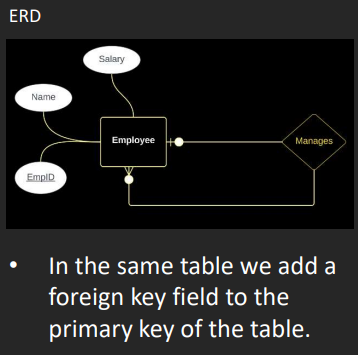 ERD
Salary
Name
Employee
Manages
EmpID
• In the same table we add a
foreign key field to the
primary key of the table.